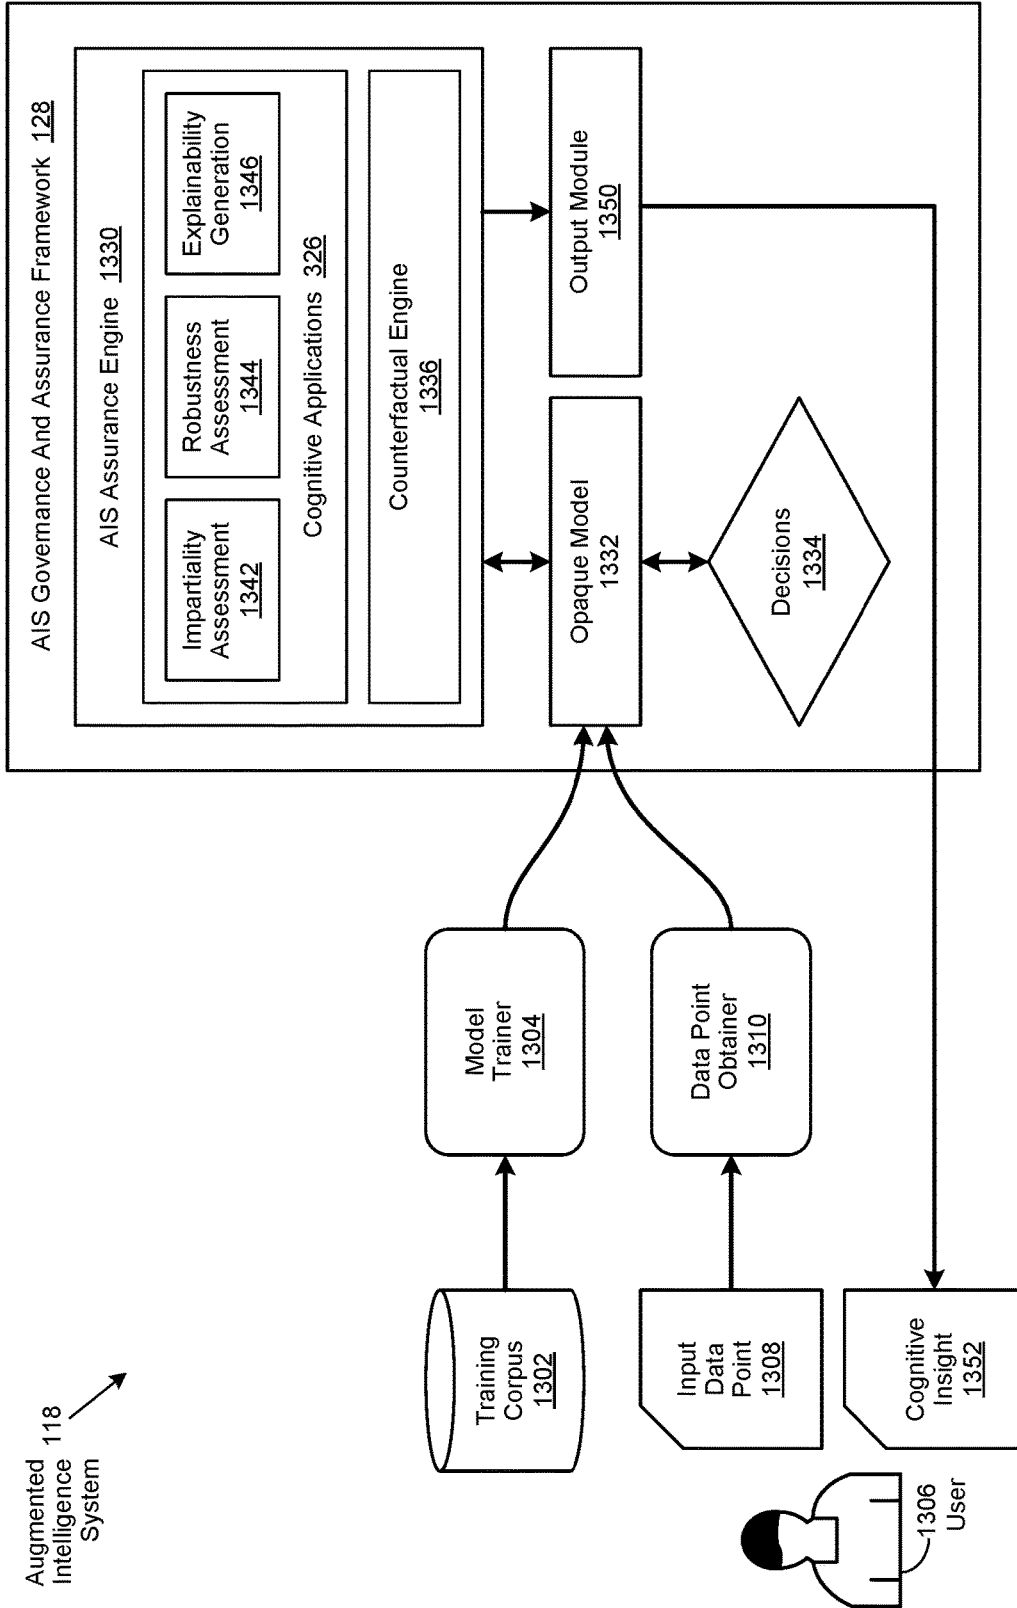 Augmented
Intelligence 118
System
AIS Governance And Assurance Framework 128
AIS Assurance Engine 1330
Impartiality
Assessment
1342
Robustness
Assessment
1344
Explainability
Generation
1346
Cognitive Applications 326
Counterfactual Engine
1336
Training
Corpus
1302
Model
Trainer
1304
Opaque Model
1332
Output Module
1350
Input
Data
Point
1308
Data Point
Obtainer
1310
Decisions
1334
Cognitive
Insight
1352
1306
User